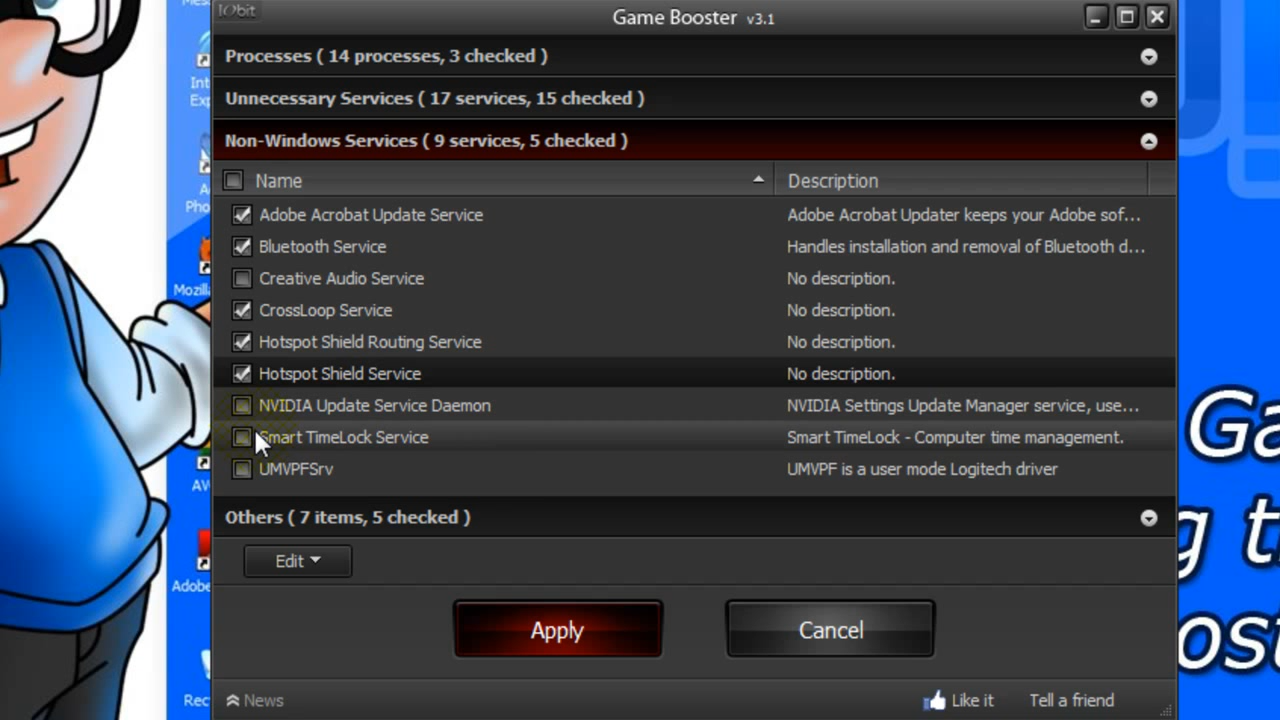 IObit
Game Booster v3.1
Processes ( 14 processes, 3 checked )
Unnecessary Services ( 17 services, 15 checked )
Non-Windows Services ( 9 services, 5 checked )
Name Description
Adobe Acrobat Update Service Adobe Acrobat Updater keeps your Adobe sof...
Bluetooth Service Handles installation and removal of Bluetooth d...
Creative Audio Service No description.
CrossLoop Service No description.
Hotspot Shield Routing Service No description.
Hotspot Shield Service No description.
NVIDIA Update Service Daemon NVIDIA Settings Update Manager service, use...
Smart TimeLock Service Smart TimeLock - Computer time management.
UMVPFSrv UMVPF is a user mode Logitech driver
Others ( 7 items, 5 checked )
Edit
Apply Cancel
News Like it Tell a friend